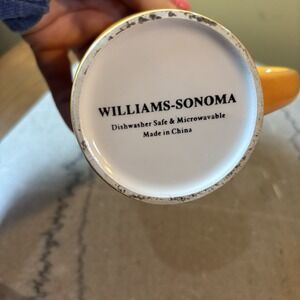 WILLIAMS-SONOMA
Dishwasher Safe & Microwavable
Made in China